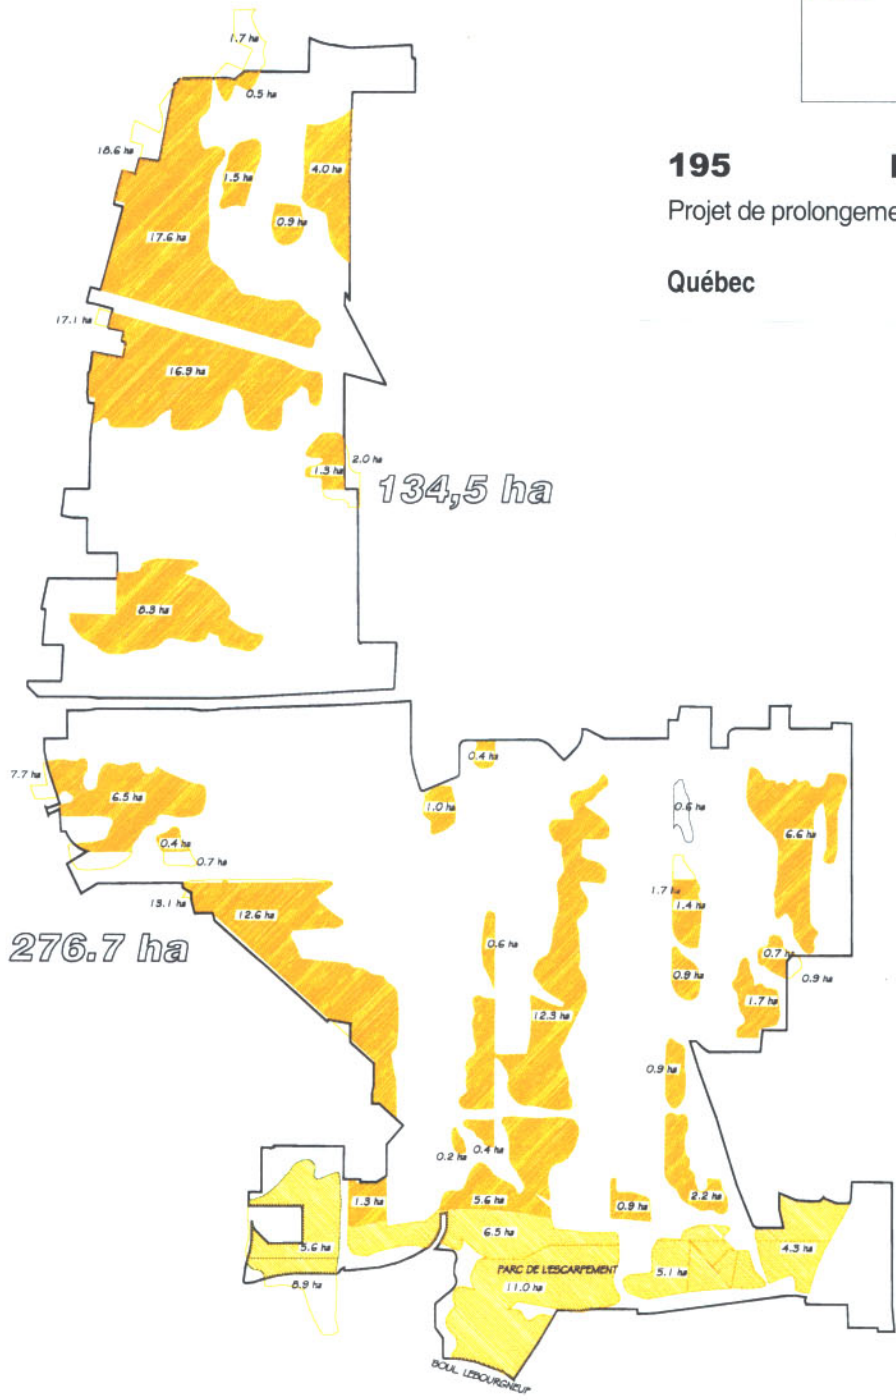 1.7 ha
0.5 ha
18.6 ha
1.5 ha
4.0 ha
195
Projet de prolongeme
0.9 ha
17.6 ha
Québec
17.1 ha
16.9 ha
2.0 ha
1.3 ha
134,5 ha
8.3 ha
0.4 ha
7.7 ha
6.5 ha
1.0 ha
0.6 ha
6.6 ha
0.4 ha
0.7 ha
13.1 ha
12.6 ha
1.7 ha
1.4 ha
276.7 ha
0.6 ha
0.7 ha
0.9 ha
0.9 ha
1.7 ha
12.3 ha
0.9 ha
0.2 ha
0.4 ha
1.3 ha
5.6 ha
0.9 ha
2.2 ha
6.5 ha
5.6 ha
4.3 ha
PARC DE L'ESCARPEMENT
5.1 ha
8.9 ha
11.0 ha
BOUL. LEBOURGNEUF